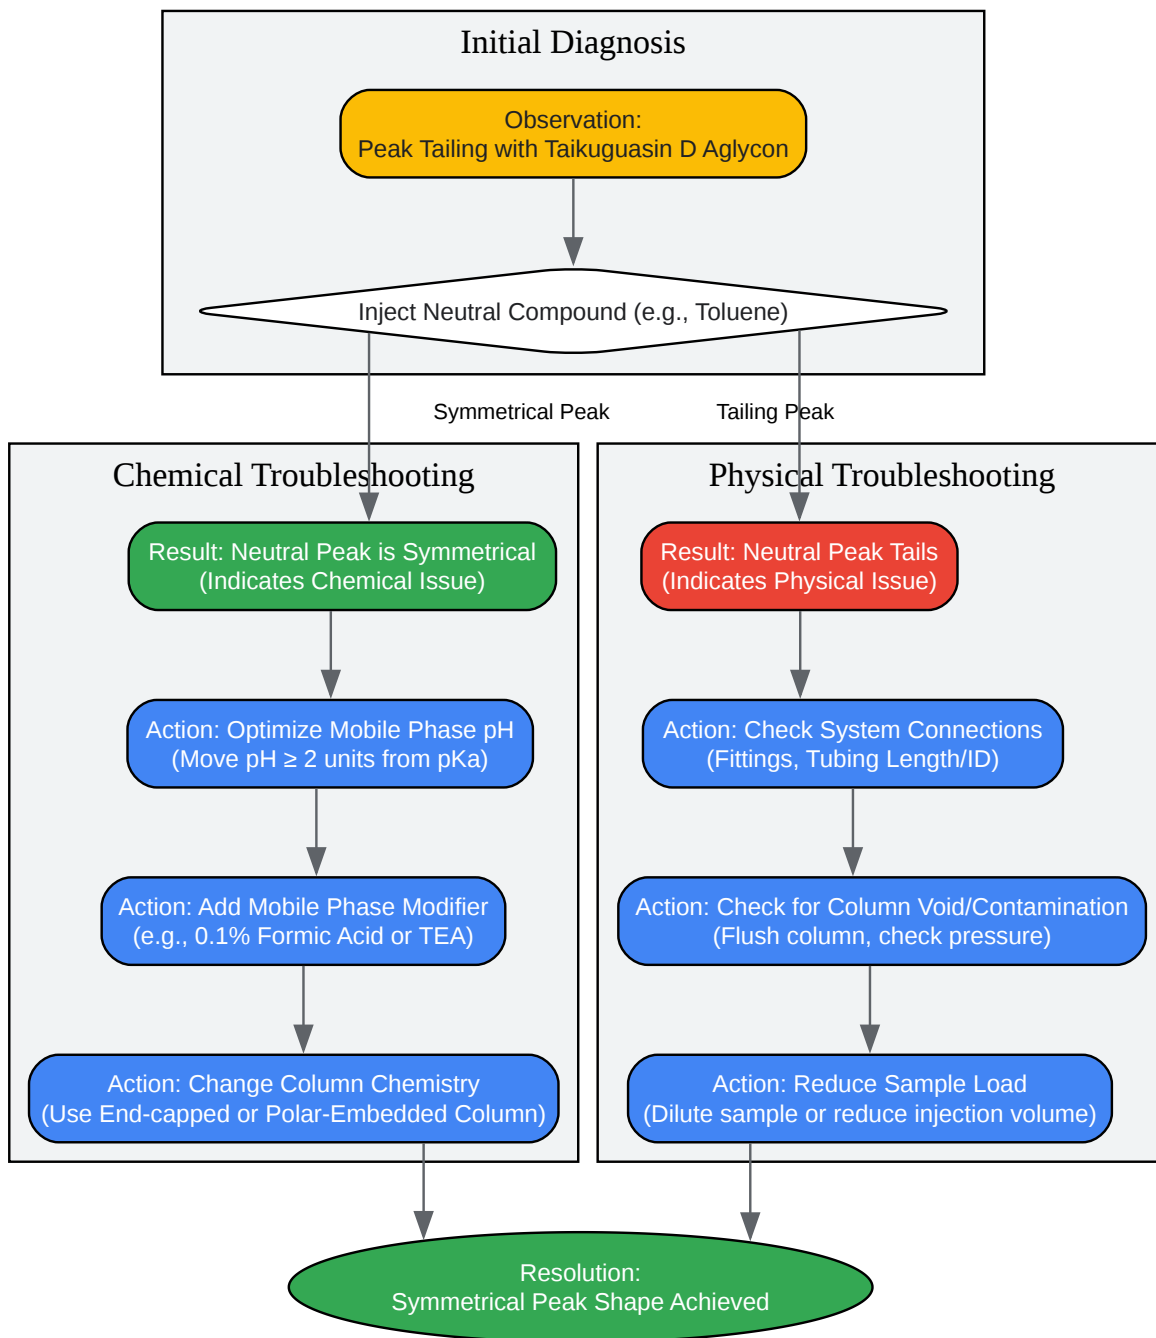 Initial Diagnosis
Observation:
Peak Tailing with Taikuguasin D Aglycon
Inject Neutral Compound (e.g., Toluene)
Symmetrical Peak
Tailing Peak
Chemical Troubleshooting
Result: Neutral Peak is Symmetrical
(Indicates Chemical Issue)
Action: Optimize Mobile Phase pH
(Move pH ≥ 2 units from pKa)
Action: Add Mobile Phase Modifier
(e.g., 0.1% Formic Acid or TEA)
Action: Change Column Chemistry
(Use End-capped or Polar-Embedded Column)
Physical Troubleshooting
Result: Neutral Peak Tails
(Indicates Physical Issue)
Action: Check System Connections
(Fittings, Tubing Length/ID)
Action: Check for Column Void/Contamination
(Flush column, check pressure)
Action: Reduce Sample Load
(Dilute sample or reduce injection volume)
Resolution:
Symmetrical Peak Shape Achieved